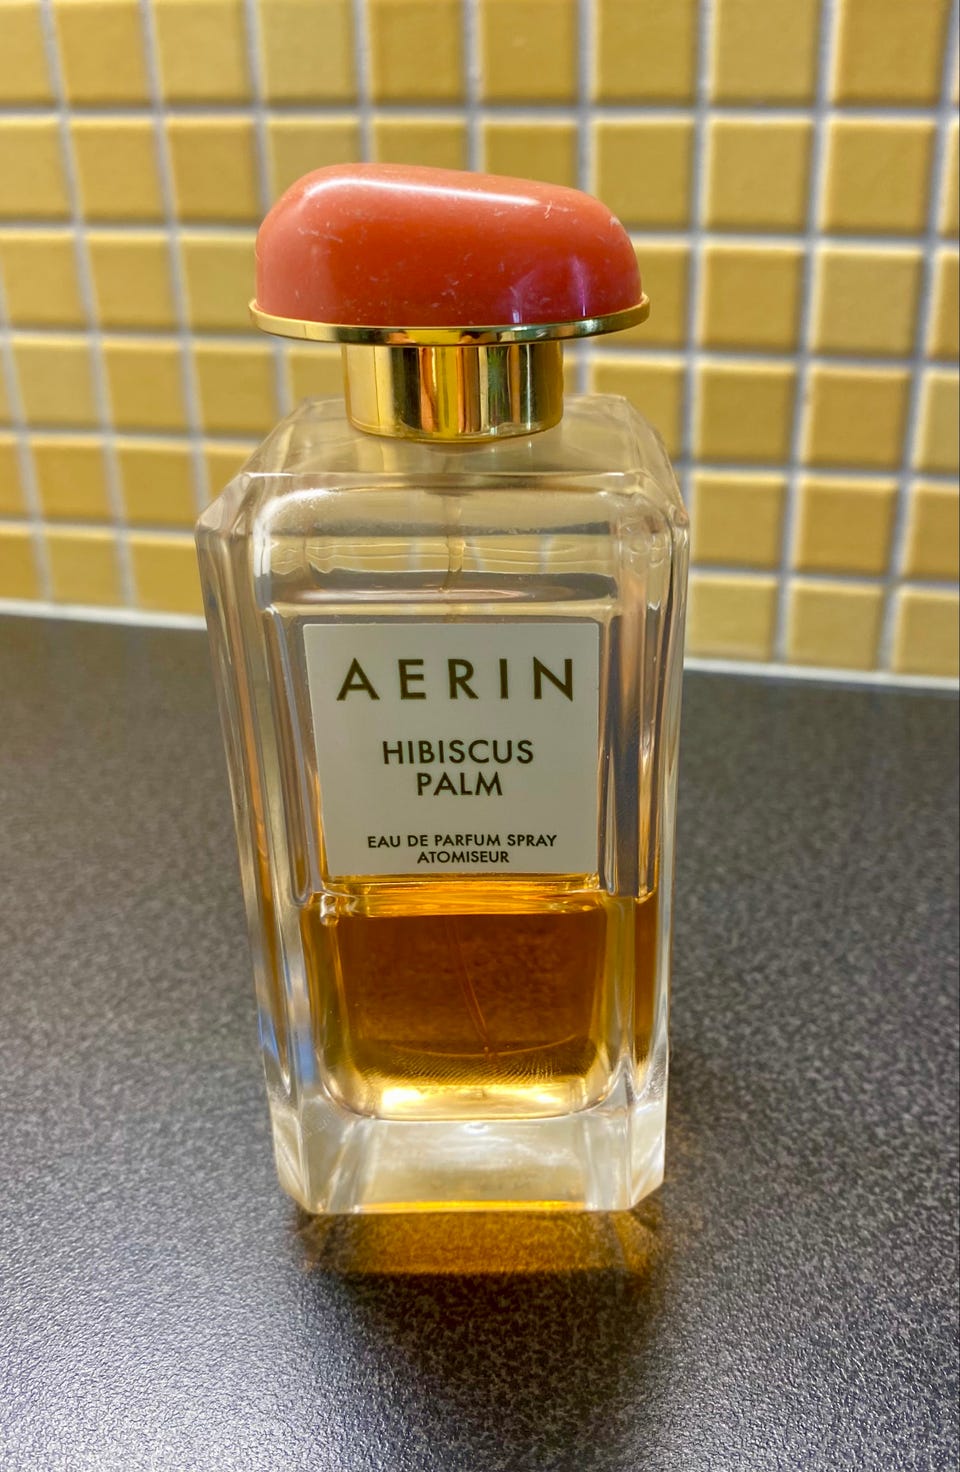 AERIN
HIBISCUS
PALM
EAU DE PARFUM SPRAY
ATOMISEUR